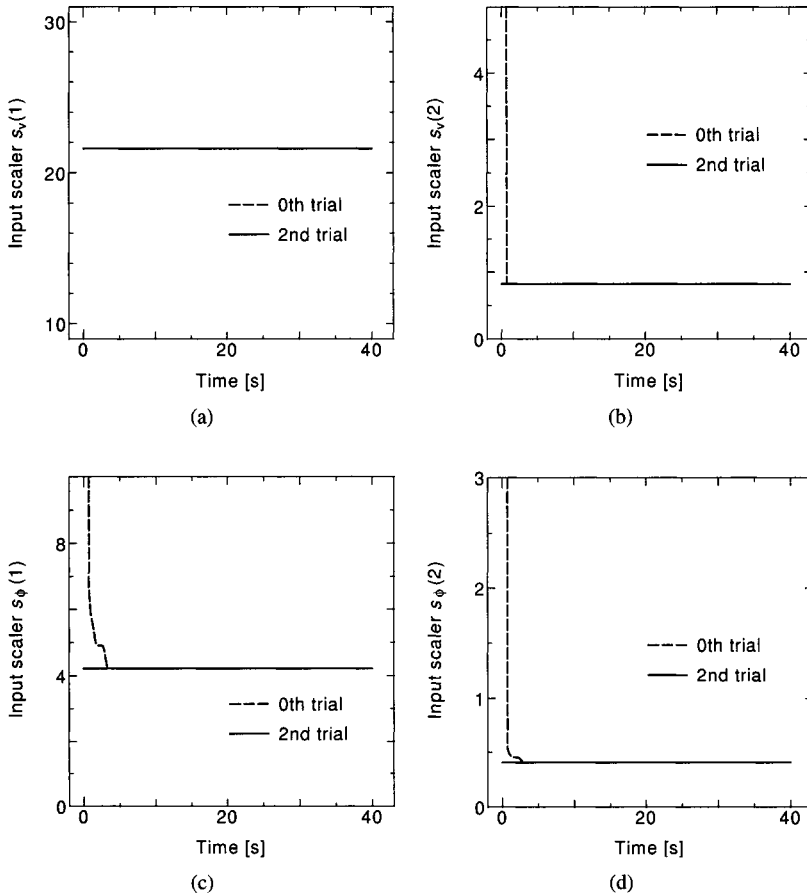 30
20
10
Input scaler s_v(1)
0th trial
2nd trial
0
20
40
Time [s]
(a)
4
2
0
Input scaler s_v(2)
0th trial
2nd trial
0
20
40
Time [s]
(b)
8
4
0
Input scaler s_ϕ(1)
0th trial
2nd trial
0
20
40
Time [s]
(c)
3
2
1
0
Input scaler s_ϕ(2)
0th trial
2nd trial
0
20
40
Time [s]
(d)